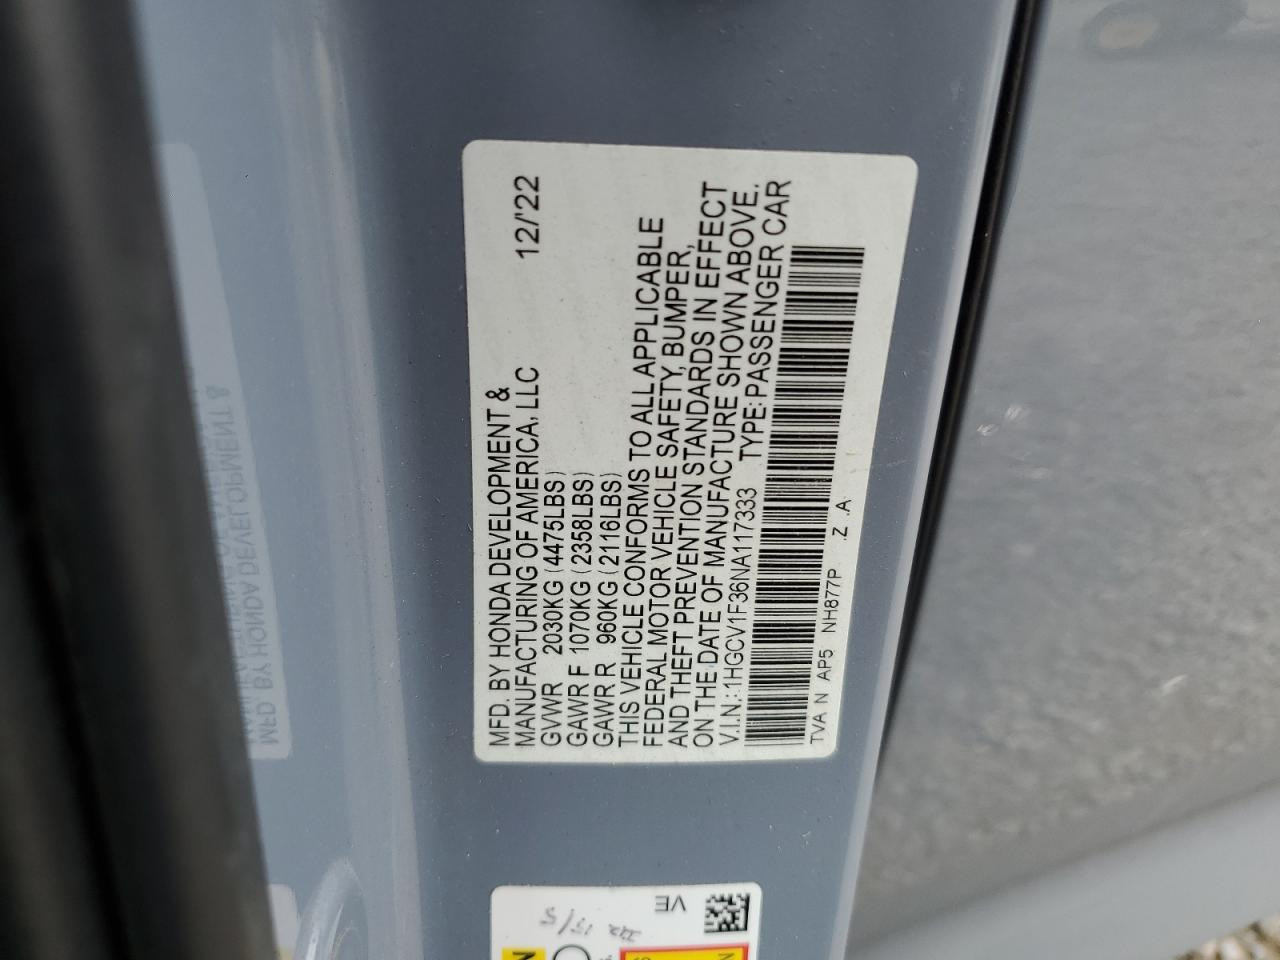 MFD. BY HONDA DEVELOPMENT &
MANUFACTURING OF AMERICA, LLC 12/'22
GVWR 2030KG (4475LBS)
GAWR F 1070KG (2358LBS)
GAWR R 960KG (2116LBS)
THIS VEHICLE CONFORMS TO ALL APPLICABLE
FEDERAL MOTOR VEHICLE SAFETY, BUMPER,
AND THEFT PREVENTION STANDARDS IN EFFECT
ON THE DATE OF MANUFACTURE SHOWN ABOVE.
V.I.N.: 1HGCV1F36NA117333 TYPE: PASSENGER CAR
TVA N AP5 NH877P .Z .A
VE